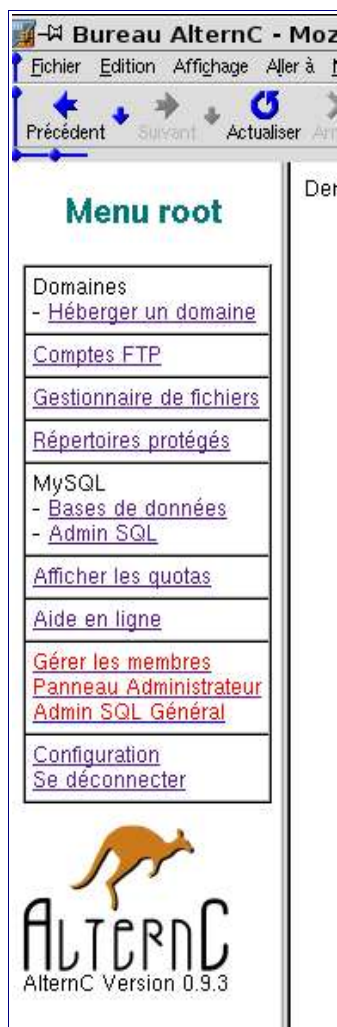 Bureau AlternC - Moz
Fichier Edition Affichage Aller à
Précédent Suivant Actualiser Arr
Der
Menu root
Domaines
- Héberger un domaine
Comptes FTP
Gestionnaire de fichiers
Répertoires protégés
MySQL
- Bases de données
- Admin SQL
Afficher les quotas
Aide en ligne
Gérer les membres
Panneau Administrateur
Admin SQL Général
Configuration
Se déconnecter
ALTERNC
AlternC Version 0.9.3